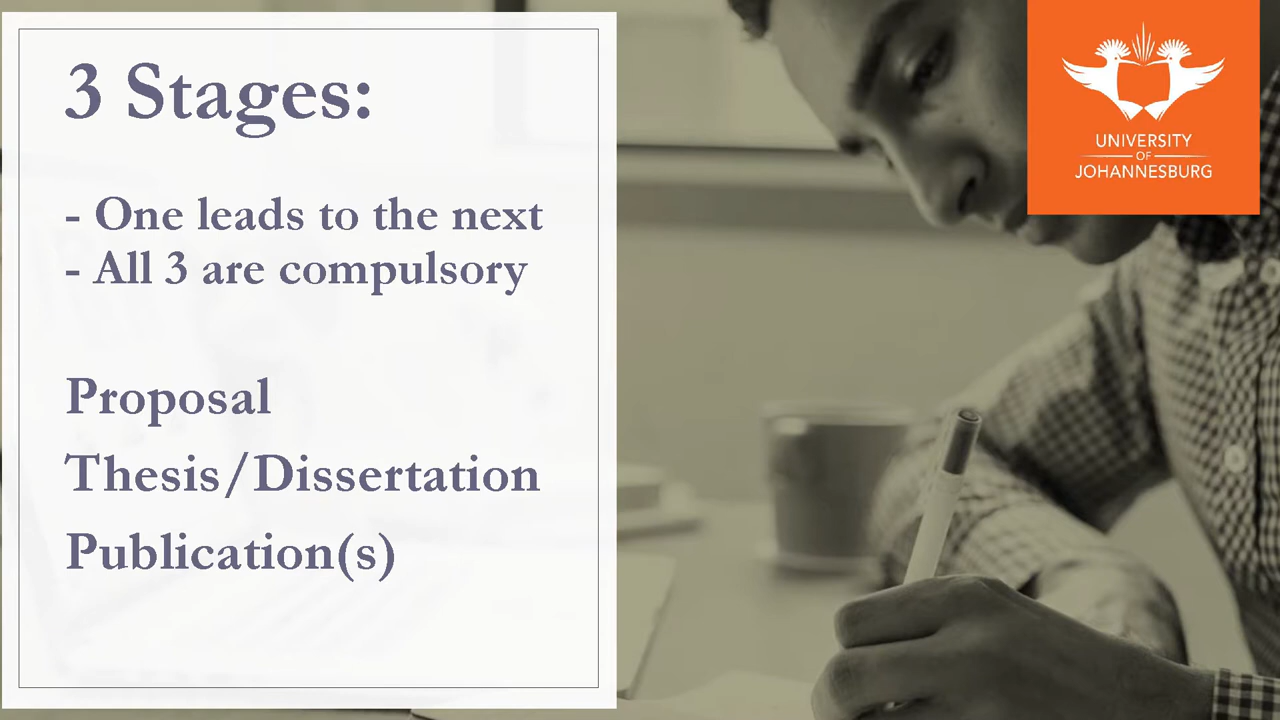 3 Stages:
- One leads to the next
- All 3 are compulsory
Proposal
Thesis/Dissertation
Publication(s)
UNIVERSITY
OF
JOHANNESBURG